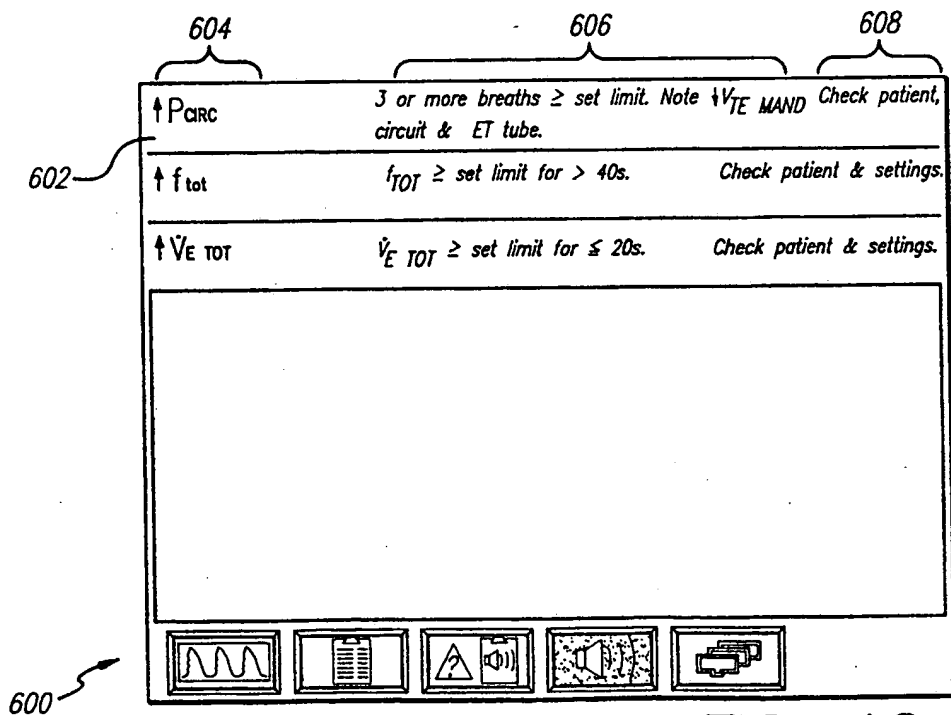 604 606 608
↑ PCIRC 3 or more breaths ≥ set limit. Note ↓VTE MAND Check patient,
circuit & ET tube.
602
↑ f tot fTOT ≥ set limit for > 40s. Check patient & settings.
↑ V̇E TOT V̇E TOT ≥ set limit for ≦ 20s. Check patient & settings.
?
600